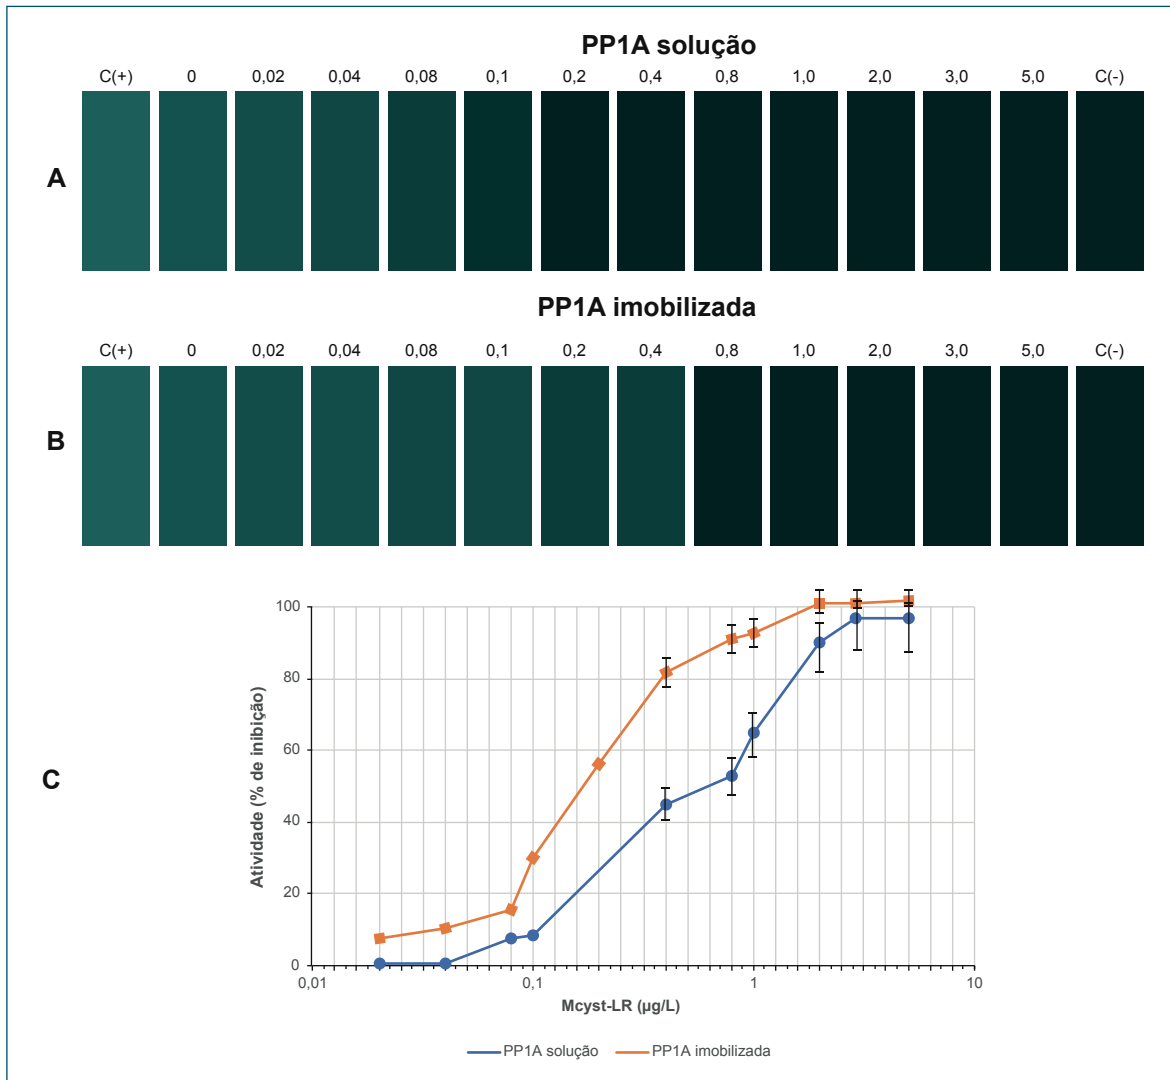 PP1A solução
C(+) 0 0,02 0,04 0,08 0,1 0,2 0,4 0,8 1,0 2,0 3,0 5,0 C(-)
A
PP1A imobilizada
C(+) 0 0,02 0,04 0,08 0,1 0,2 0,4 0,8 1,0 2,0 3,0 5,0 C(-)
B
C
Atividade (% de inibição)
100
80
60
40
20
0
0,01 0,1 1 10
Mcyst-LR (µg/L)
PP1A solução PP1A imobilizada